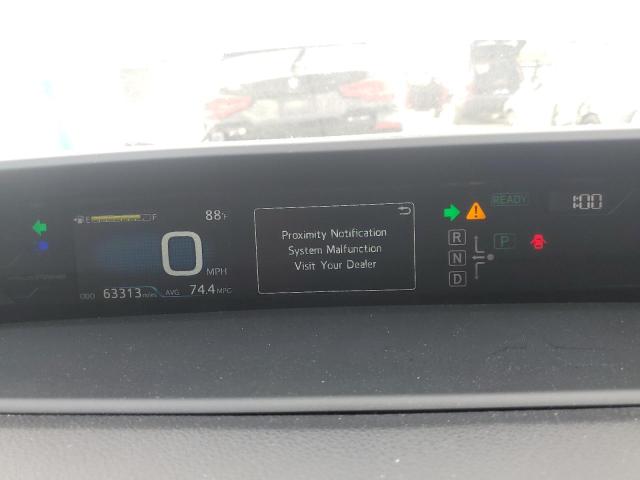 E F 88°F
0 MPH
ODO 63313 miles AVG 74.4 MPG
Proximity Notification
System Malfunction
Visit Your Dealer
READY
1:00
R
P
N
D